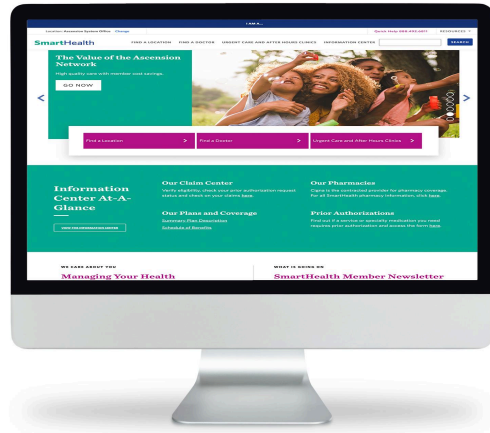 I AM A...
Location: Ascension System Office Change
Quick Help 888.492.6811 RESOURCES
SmartHealth
FIND A LOCATION FIND A DOCTOR URGENT CARE AND AFTER HOURS CLINICS INFORMATION CENTER
SEARCH
The Value of the Ascension
Network
High quality care with member cost savings.
GO NOW
Find a Location >
Find a Doctor >
Urgent Care and After Hours Clinics >
Information
Center At-A-
Glance
Our Claim Center
Verify eligibility, check your prior authorization request
status and check on your claims here.
Our Plans and Coverage
Summary Plan Description
Schedule of Benefits
Our Pharmacies
Cigna is the contracted provider for pharmacy coverage.
For all SmartHealth pharmacy information, click here.
Prior Authorizations
Find out if a service or specialty medication you need
requires prior authorization and access the form here.
WE CARE ABOUT YOU
Managing Your Health
WHAT IS GOING ON
SmartHealth Member Newsletter